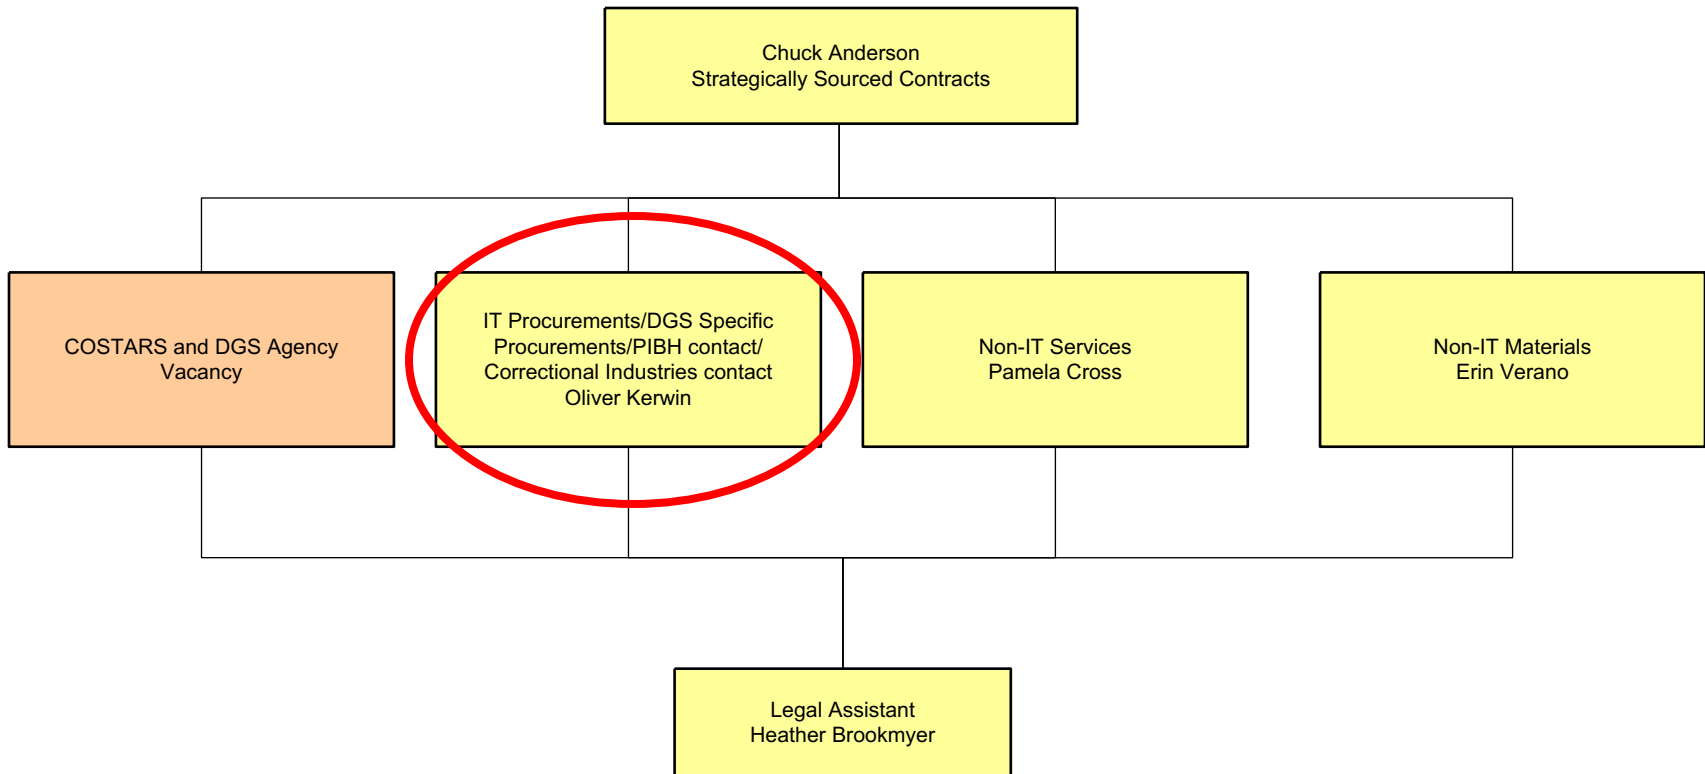 Chuck Anderson
Strategically Sourced Contracts
COSTARS and DGS Agency
Vacancy
IT Procurements/DGS Specific
Procurements/PIBH contact/
Correctional Industries contact
Oliver Kerwin
Non-IT Services
Pamela Cross
Non-IT Materials
Erin Verano
Legal Assistant
Heather Brookmyer